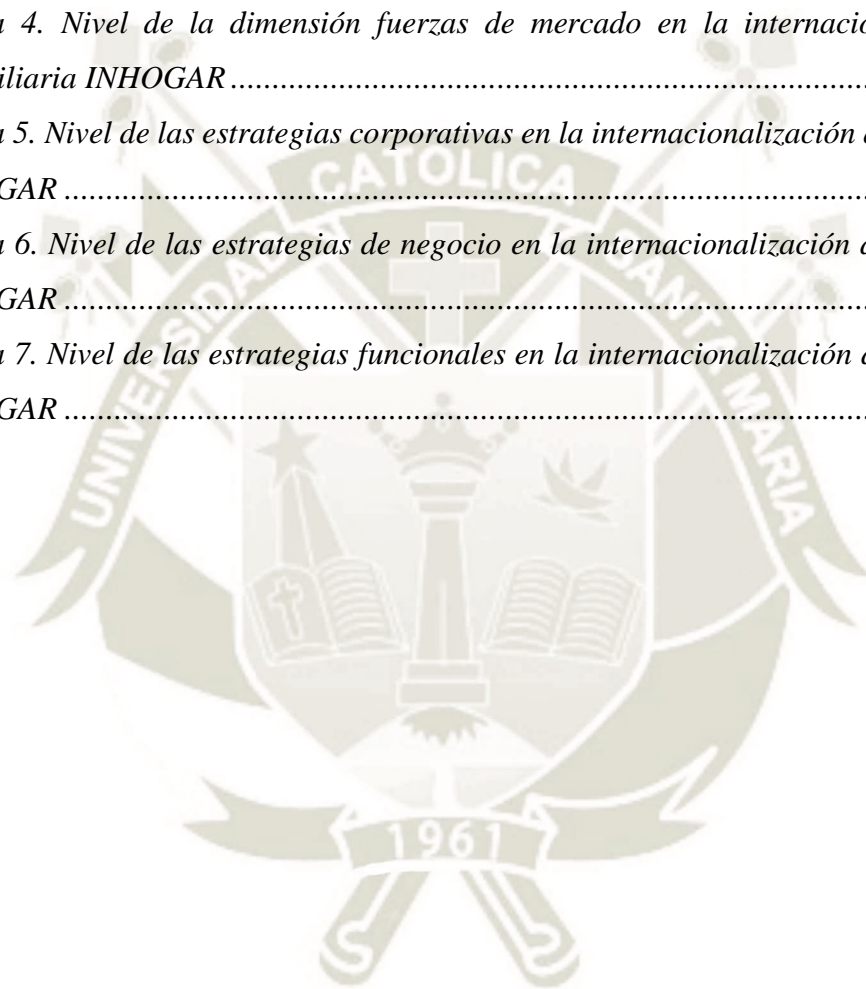 a 4. Nivel de la dimensión fuerzas de mercado en la internacio
iliaria INHOGAR ........................................................................................
a 5. Nivel de las estrategias corporativas en la internacionalización
GAR ....................................................................................................
a 6. Nivel de las estrategias de negocio en la internacionalización
GAR ....................................................................................................
a 7. Nivel de las estrategias funcionales en la internacionalización
GAR ....................................................................................................
UNIVERSIDAD CATOLICA SANTA MARIA
1961